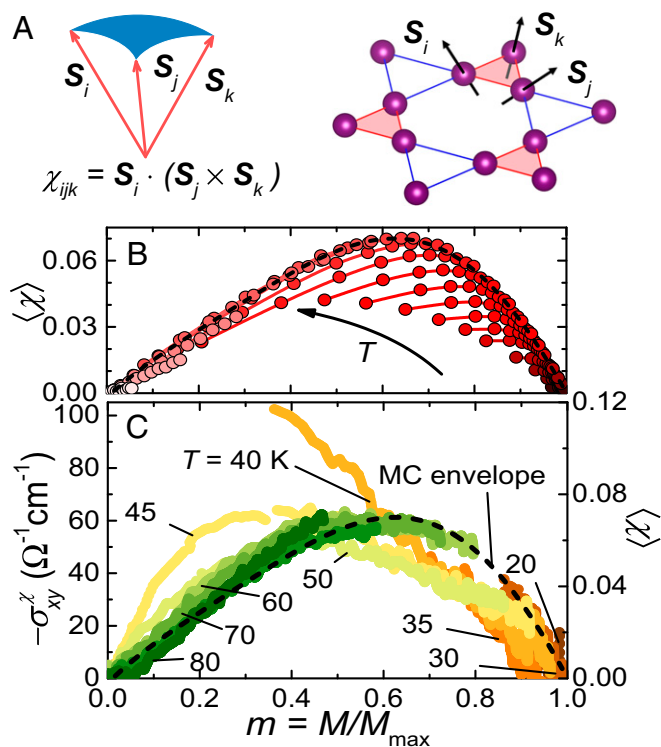 A
S_i
S_j
S_k
χ_ijk = S_i · (S_j × S_k)
S_i
S_k
S_j
B
⟨χ⟩
0.06
0.03
0.00
T
C
−σ^χ_xy (Ω⁻¹cm⁻¹)
100
80
60
40
20
0
0.12
0.08
0.04
0.00
⟨χ⟩
T = 40 K
MC envelope
45
50
60
70
80
20
35
30
0.0 0.2 0.4 0.6 0.8 1.0
m = M/M_max